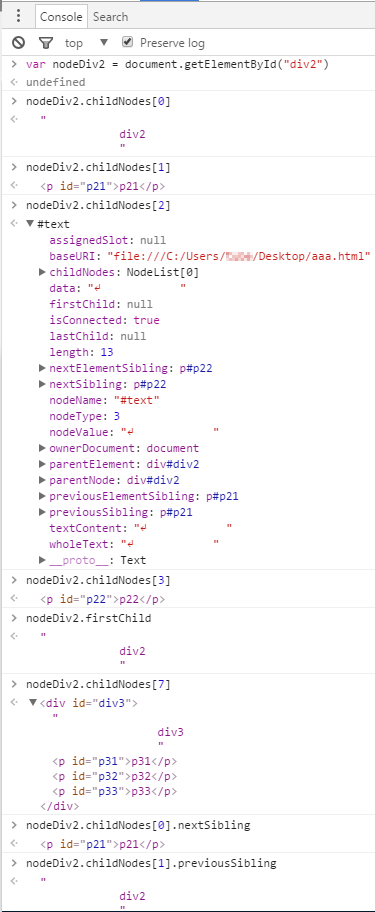 Console Search
top Preserve log
var nodeDiv2 = document.getElementById("div2")
undefined
nodeDiv2.childNodes[0]
"
div2
"
nodeDiv2.childNodes[1]
<p id="p21">p21</p>
nodeDiv2.childNodes[2]
#text
assignedSlot: null
baseURI: "file:///C:/Users/ /Desktop/aaa.html"
childNodes: NodeList[0]
data: "↵ "
firstChild: null
isConnected: true
lastChild: null
length: 13
nextElementSibling: p#p22
nextSibling: p#p22
nodeName: "#text"
nodeType: 3
nodeValue: "↵ "
ownerDocument: document
parentElement: div#div2
parentNode: div#div2
previousElementSibling: p#p21
previousSibling: p#p21
textContent: "↵ "
wholeText: "↵ "
__proto__: Text
nodeDiv2.childNodes[3]
<p id="p22">p22</p>
nodeDiv2.firstChild
"
div2
"
nodeDiv2.childNodes[7]
<div id="div3">
"
div3
"
<p id="p31">p31</p>
<p id="p32">p32</p>
<p id="p33">p33</p>
</div>
nodeDiv2.childNodes[0].nextSibling
<p id="p21">p21</p>
nodeDiv2.childNodes[1].previousSibling
"
div2
"